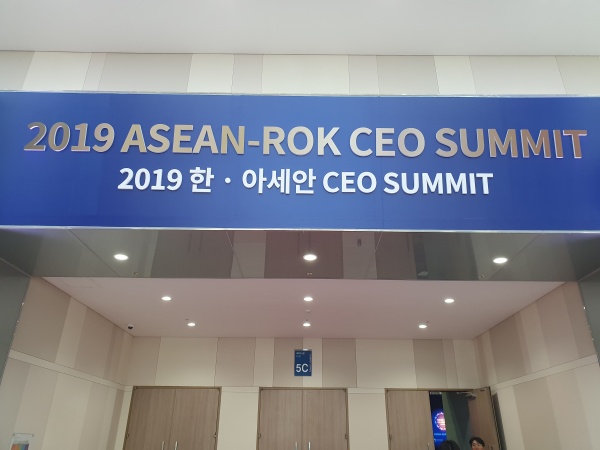 2019 ASEAN-ROK CEO SUMMIT
2019 한 · 아세안 CEO SUMMIT
5C